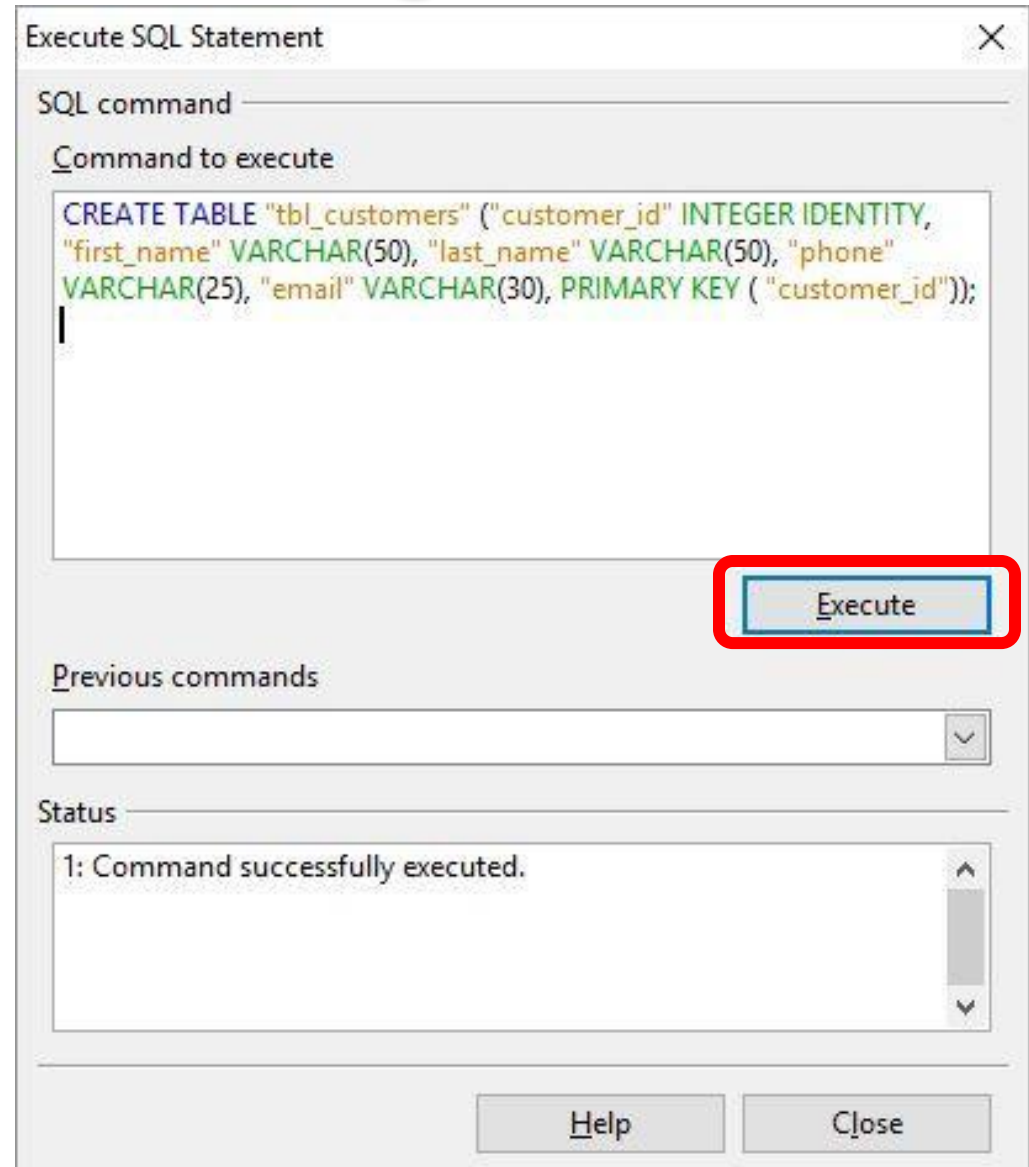 Execute SQL Statement
SQL command
Command to execute
CREATE TABLE "tbl_customers" ("customer_id" INTEGER IDENTITY,
"first_name" VARCHAR(50), "last_name" VARCHAR(50), "phone"
VARCHAR(25), "email" VARCHAR(30), PRIMARY KEY ( "customer_id"));
Execute
Previous commands
Status
1: Command successfully executed.
Help
Close